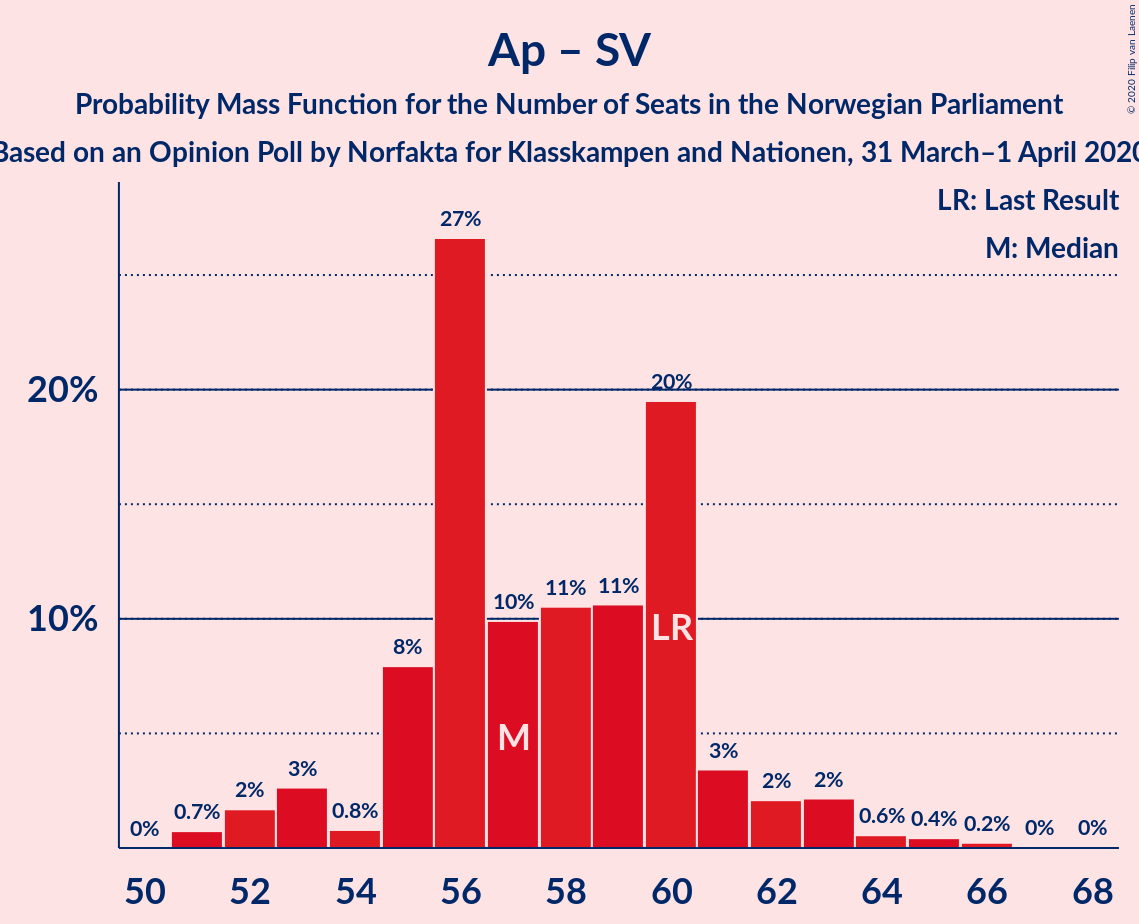 © 2020 Filip van Laenen
Ap – SV
Probability Mass Function for the Number of Seats in the Norwegian Parliament
Based on an Opinion Poll by Norfakta for Klasskampen and Nationen, 31 March–1 April 2020
LR: Last Result
M: Median
27%
20%
20%
11%
11%
10%
10%
LR
8%
M
3%
3%
2%
2%
2%
0.7%
0.8%
0.6%
0.4%
0.2%
0%
0%
0%
50 52 54 56 58 60 62 64 66 68